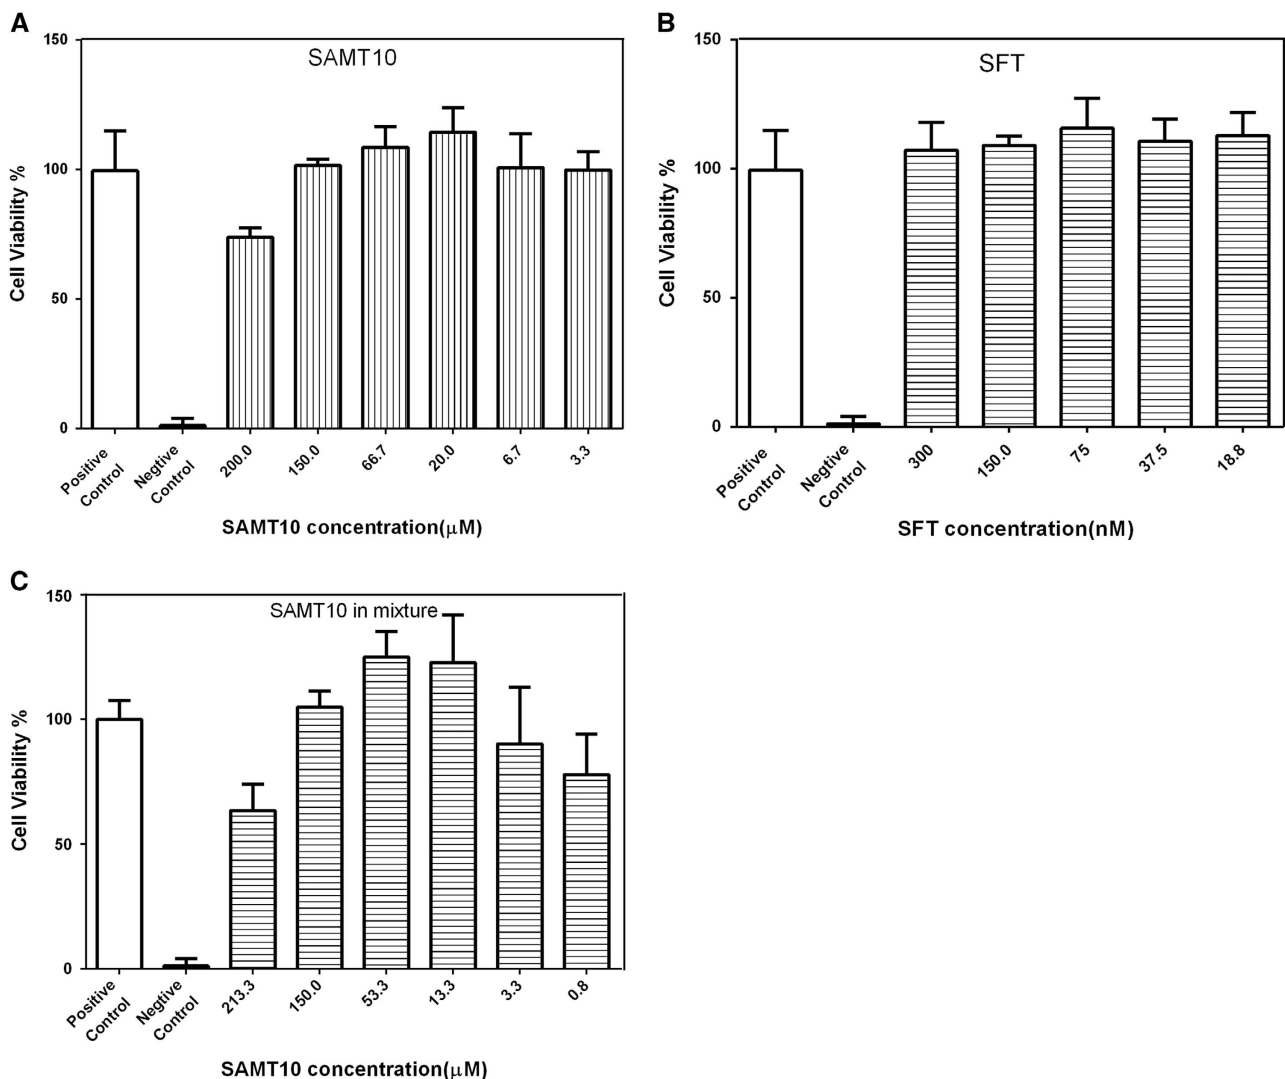 A
SAMT10
Cell Viability %
150
100
50
0
Positive
Control
Negtive
Control
200.0
150.0
66.7
20.0
6.7
3.3
SAMT10 concentration(μM)
B
SFT
Cell Viability %
150
100
50
0
Positive
Control
Negtive
Control
300
150.0
75
37.5
18.8
SFT concentration(nM)
C
SAMT10 in mixture
Cell Viability %
150
100
50
0
Positive
Control
Negtive
Control
213.3
150.0
53.3
13.3
3.3
0.8
SAMT10 concentration(μM)